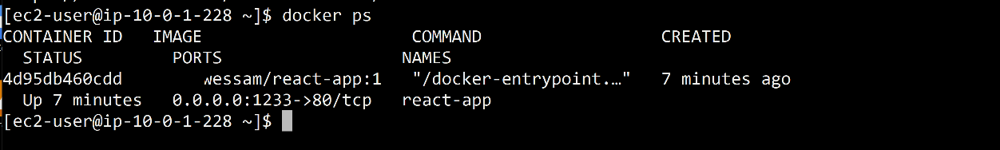 [ec2-user@ip-10-0-1-228 ~]$ docker ps
CONTAINER ID   IMAGE                    COMMAND                  CREATED
  STATUS         PORTS                  NAMES
4d95db460cdd   wessam/react-app:1   "/docker-entrypoint.…"   7 minutes ago
  Up 7 minutes   0.0.0.0:1233->80/tcp   react-app
[ec2-user@ip-10-0-1-228 ~]$